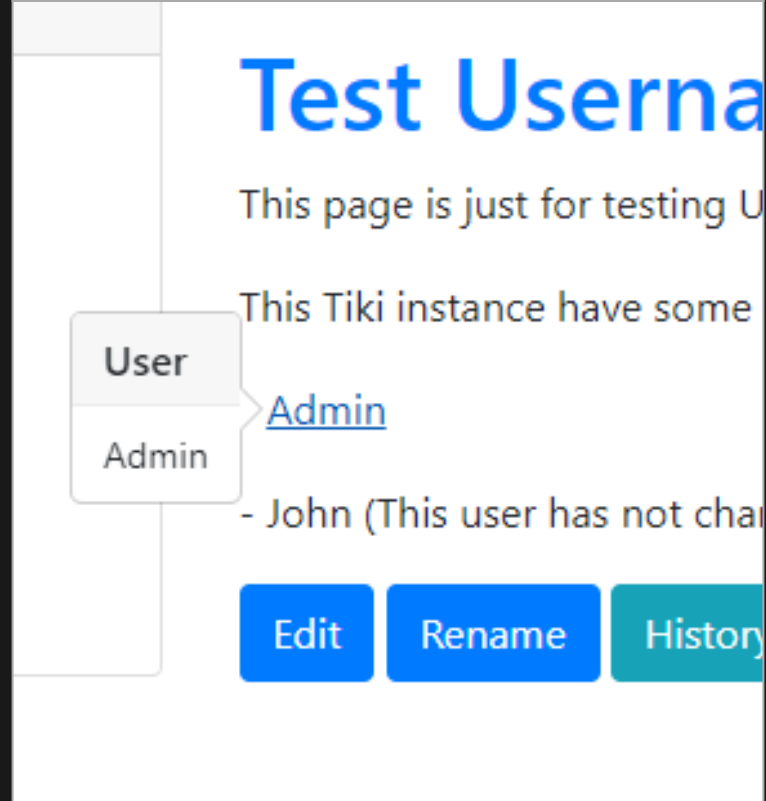 Test Userna
This page is just for testing U
This Tiki instance have some
User
Admin
Admin
- John (This user has not cha
Edit Rename History